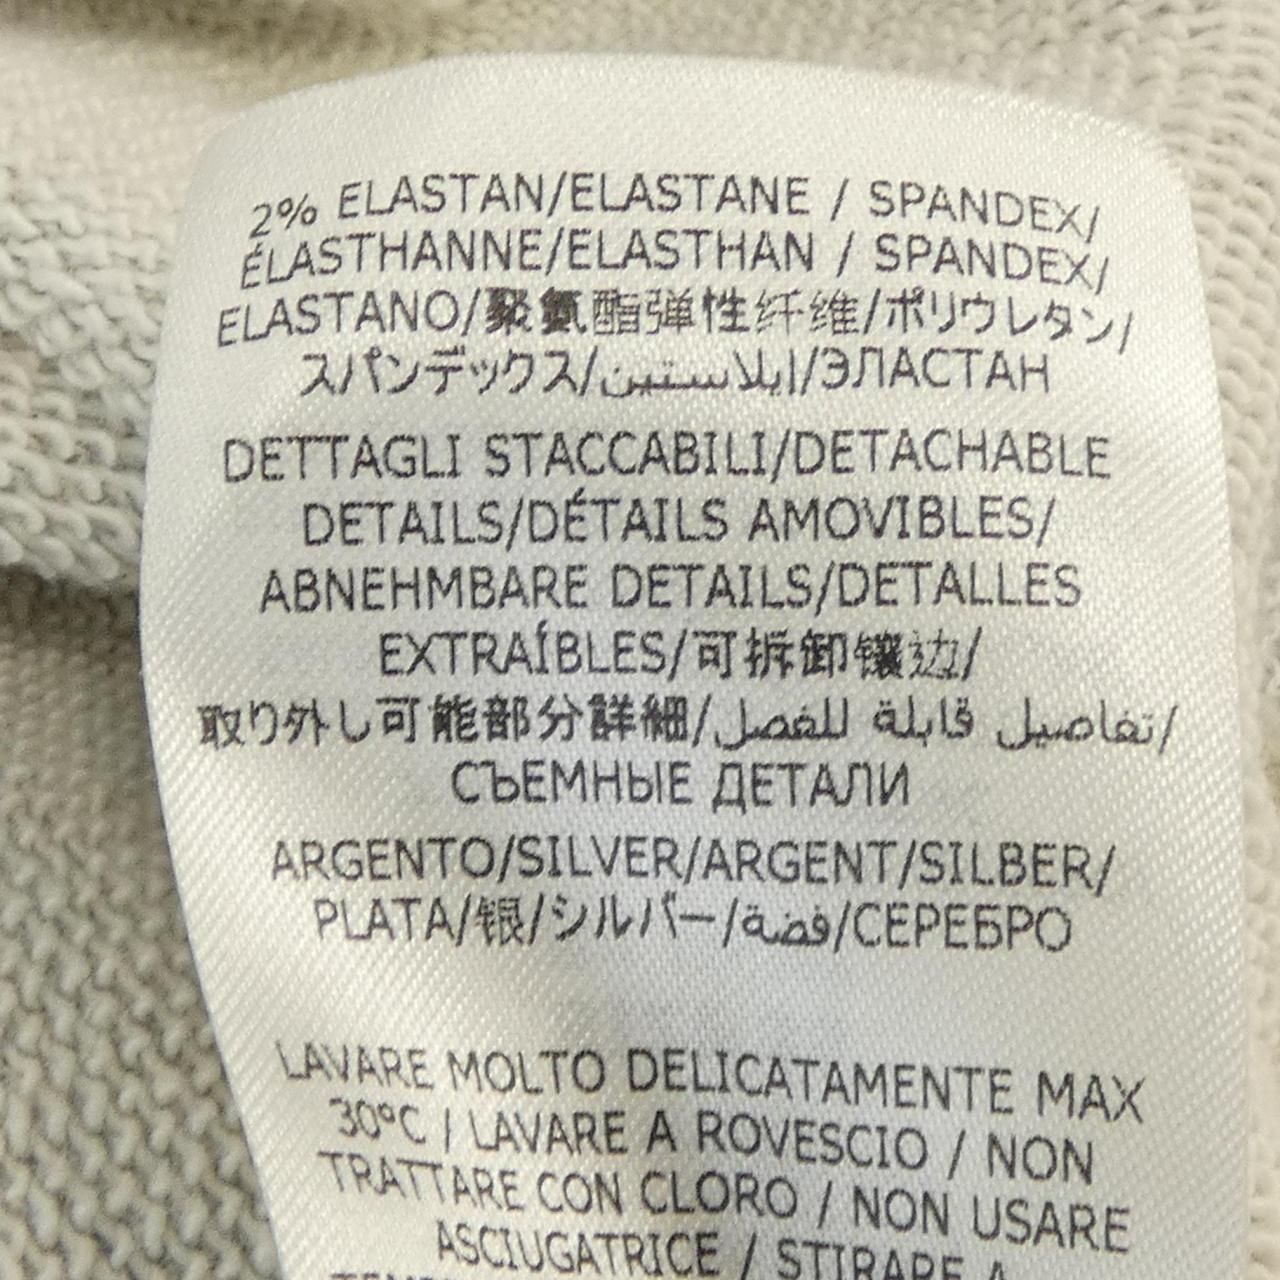 2% ELASTAN/ELASTANE / SPANDEX/
ÉLASTHANNE/ELASTHAN / SPANDEX/
ELASTANO/聚氨酯弹性纤维/ポリウレタン/
スパンデックス/ايلاستين/ЭЛАСТАН
DETTAGLI STACCABILI/DETACHABLE
DETAILS/DÉTAILS AMOVIBLES/
ABNEHMBARE DETAILS/DETALLES
EXTRAÍBLES/可拆卸镶边/
取り外し可能部分詳細/تفاصيل قابلة للفصل/
СЪЕМНЫЕ ДЕТАЛИ
ARGENTO/SILVER/ARGENT/SILBER/
PLATA/银/シルバー/فضة/СЕРЕБРО
LAVARE MOLTO DELICATAMENTE MAX
30°C / LAVARE A ROVESCIO / NON
TRATTARE CON CLORO / NON USARE
ASCIUGATRICE / STIRARE A